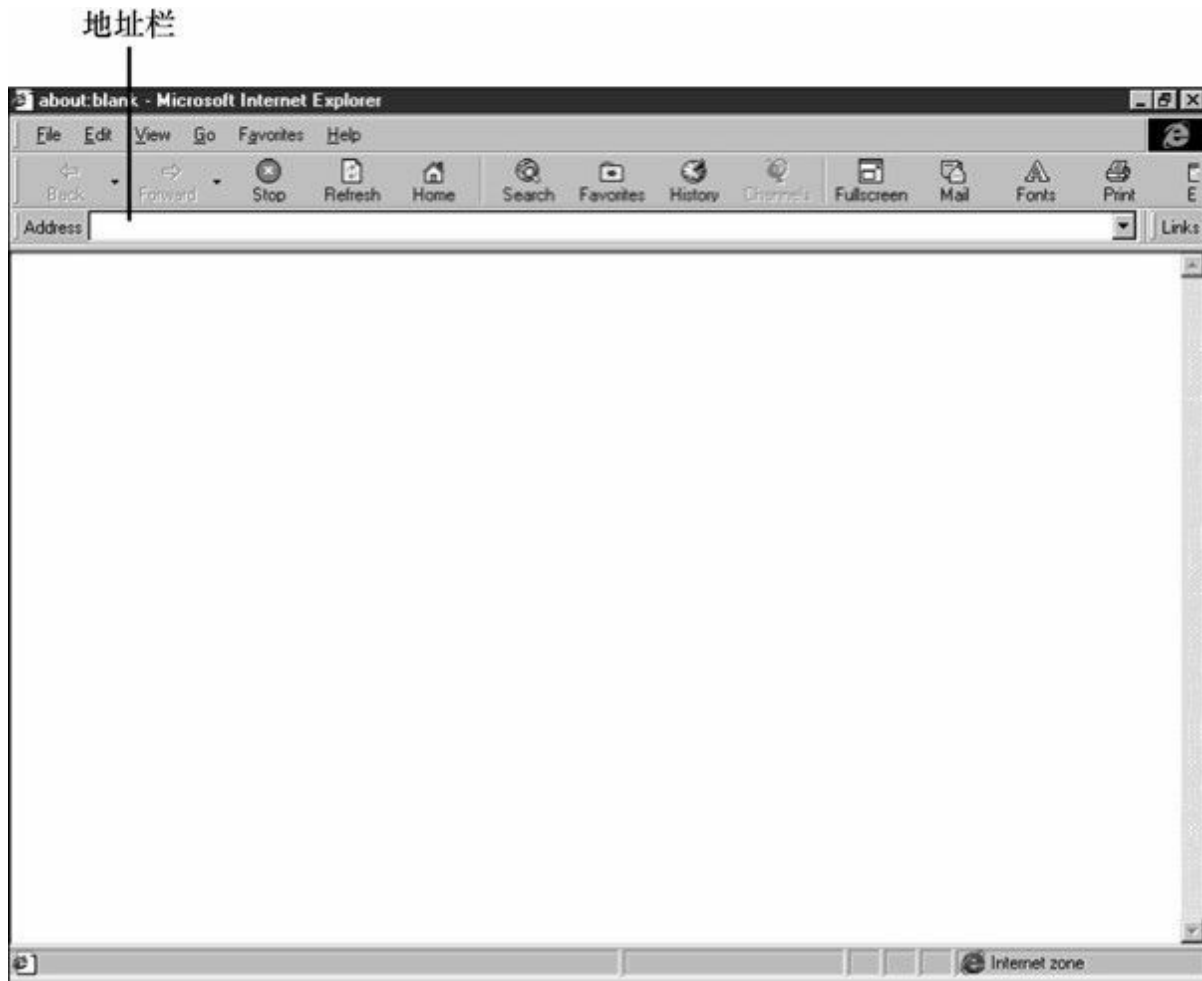 地址栏
about:blank - Microsoft Internet Explorer
File Edit View Go Favorites Help
Back Forward Stop Refresh Home Search Favorites History Channels Fullscreen Mail Fonts Print E
Address Links
Internet zone